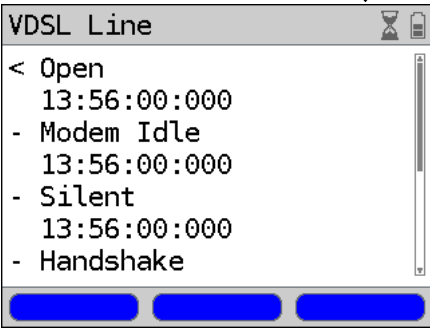 VDSL Line
< Open
13:56:00:000
- Modem Idle
13:56:00:000
- Silent
13:56:00:000
- Handshake